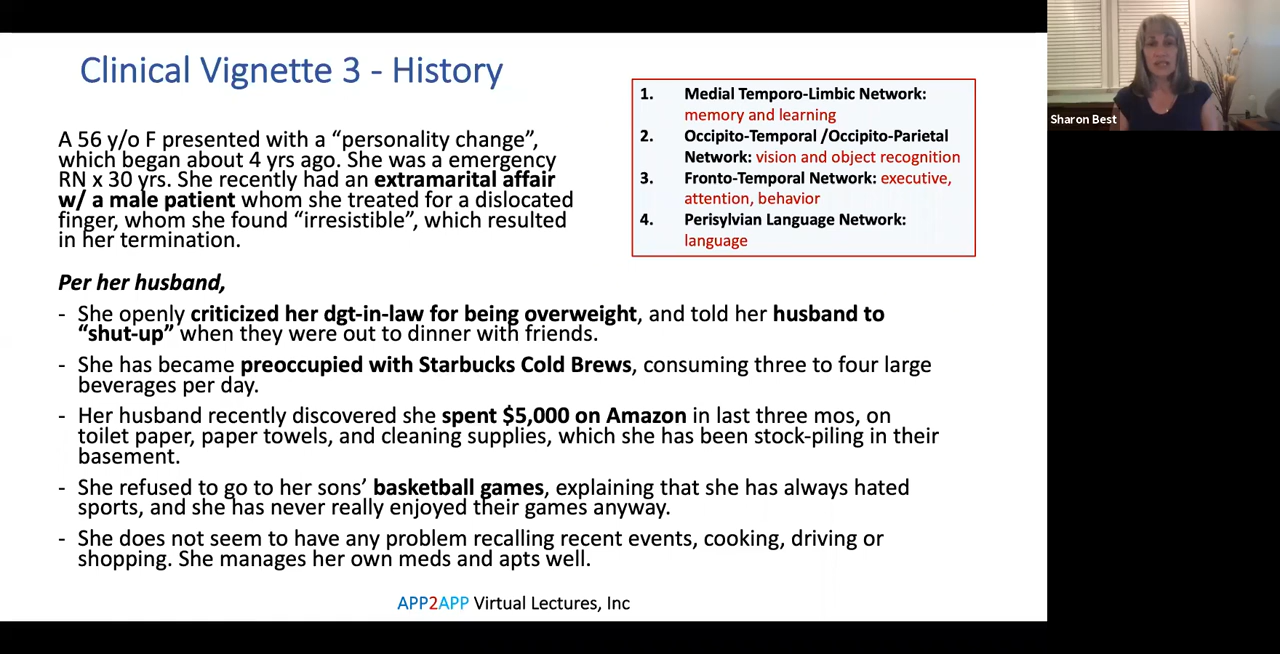 Clinical Vignette 3 - History
A 56 y/o F presented with a “personality change”,
which began about 4 yrs ago. She was a emergency
RN x 30 yrs. She recently had an extramarital affair
w/ a male patient whom she treated for a dislocated
finger, whom she found “irresistible”, which resulted
in her termination.
1. Medial Temporo-Limbic Network:
memory and learning
2. Occipito-Temporal /Occipito-Parietal
Network: vision and object recognition
3. Fronto-Temporal Network: executive,
attention, behavior
4. Perisylvian Language Network:
language
Per her husband,
- She openly criticized her dgt-in-law for being overweight, and told her husband to
“shut-up” when they were out to dinner with friends.
- She has became preoccupied with Starbucks Cold Brews, consuming three to four large
beverages per day.
- Her husband recently discovered she spent $5,000 on Amazon in last three mos, on
toilet paper, paper towels, and cleaning supplies, which she has been stock-piling in their
basement.
- She refused to go to her sons’ basketball games, explaining that she has always hated
sports, and she has never really enjoyed their games anyway.
- She does not seem to have any problem recalling recent events, cooking, driving or
shopping. She manages her own meds and apts well.
APP2APP Virtual Lectures, Inc
Sharon Best